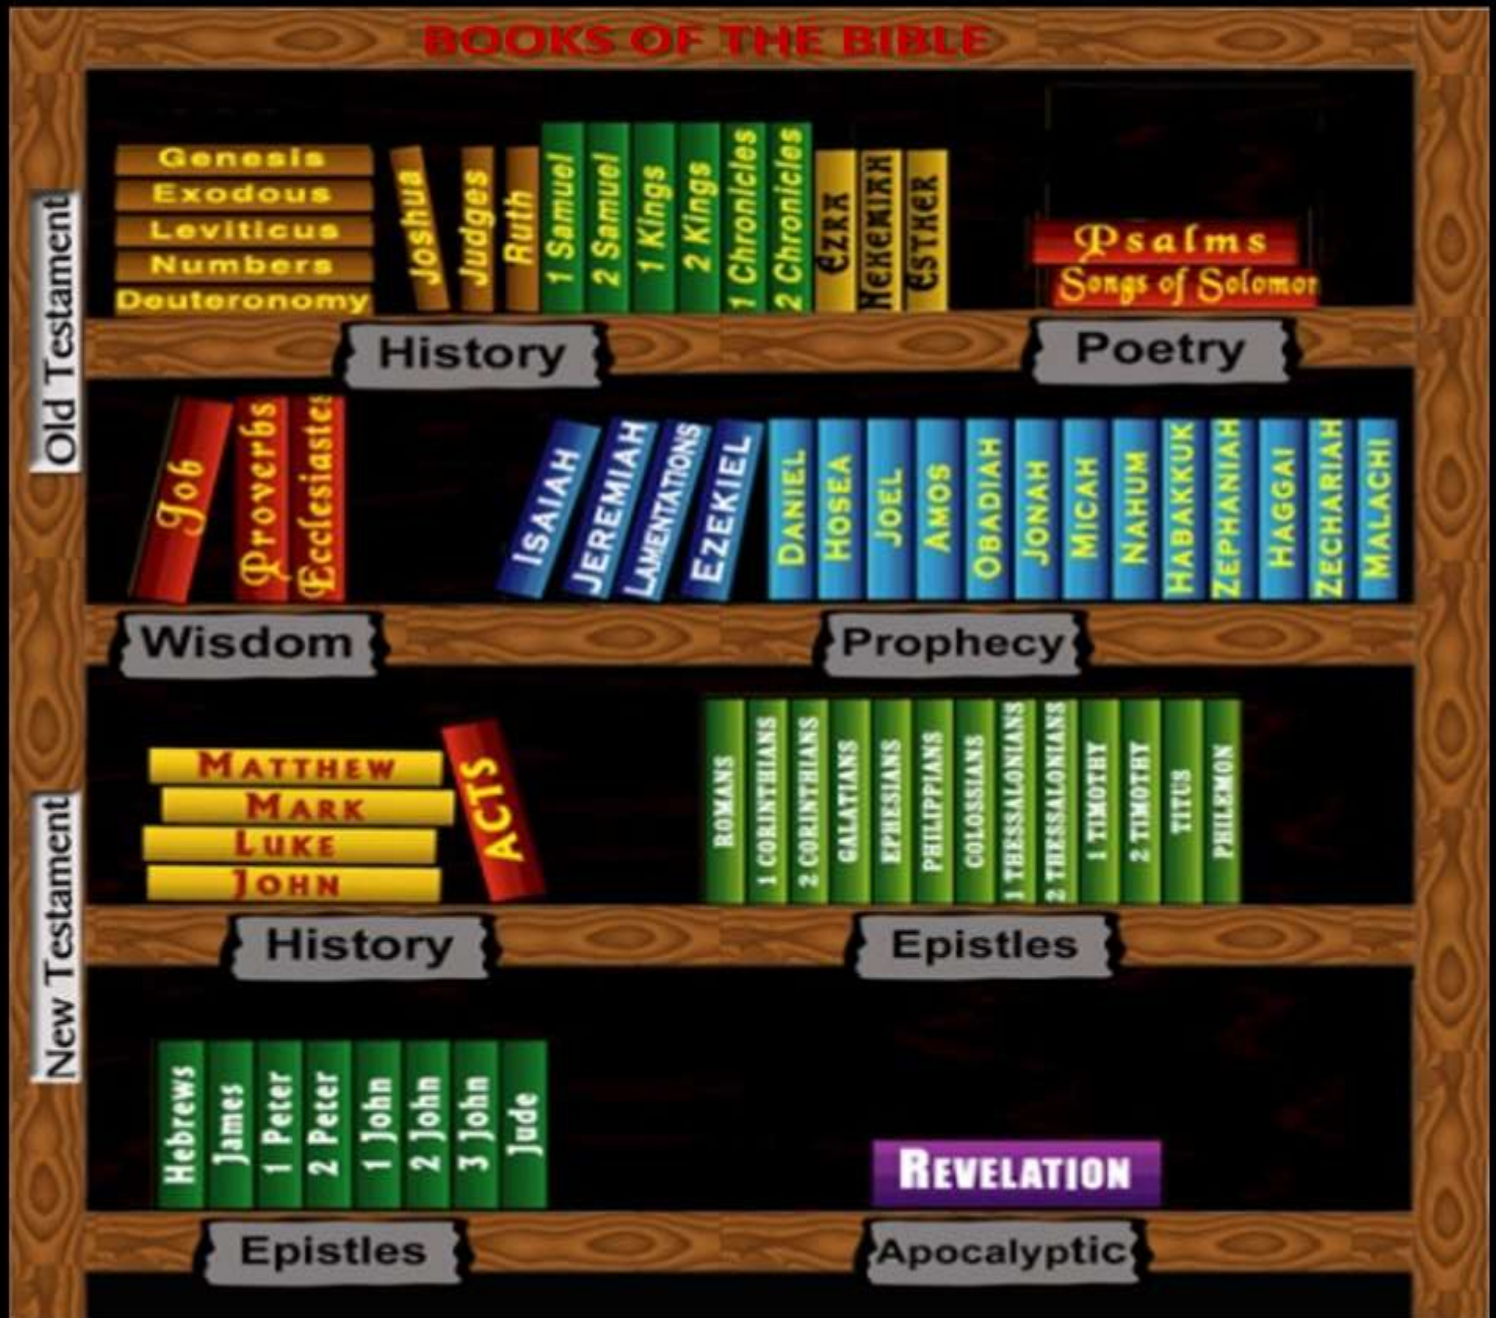 BOOKS OF THE BIBLE
Old Testament
Genesis
Exodous
Leviticus
Numbers
Deuteronomy
Joshua
Judges
Ruth
1 Samuel
2 Samuel
1 Kings
2 Kings
1 Chronicles
2 Chronicles
EZRA
NEHEMIAH
ESTHER
Psalms
Songs of Solomon
History
Poetry
Job
Proverbs
Ecclesiastes
ISAIAH
JEREMIAH
LAMENTATIONS
EZEKIEL
DANIEL
HOSEA
JOEL
AMOS
OBADIAH
JONAH
MICAH
NAHUM
HABAKKUK
ZEPHANIAH
HAGGAI
ZECHARIAH
MALACHI
Wisdom
Prophecy
New Testament
MATTHEW
MARK
LUKE
JOHN
ACTS
ROMANS
1 CORINTHIANS
2 CORINTHIANS
GALATIANS
EPHESIANS
PHILIPPIANS
COLOSSIANS
1 THESSALONIANS
2 THESSALONIANS
1 TIMOTHY
2 TIMOTHY
TITUS
PHILEMON
History
Epistles
Hebrews
James
1 Peter
2 Peter
1 John
2 John
3 John
Jude
REVELATION
Epistles
Apocalyptic